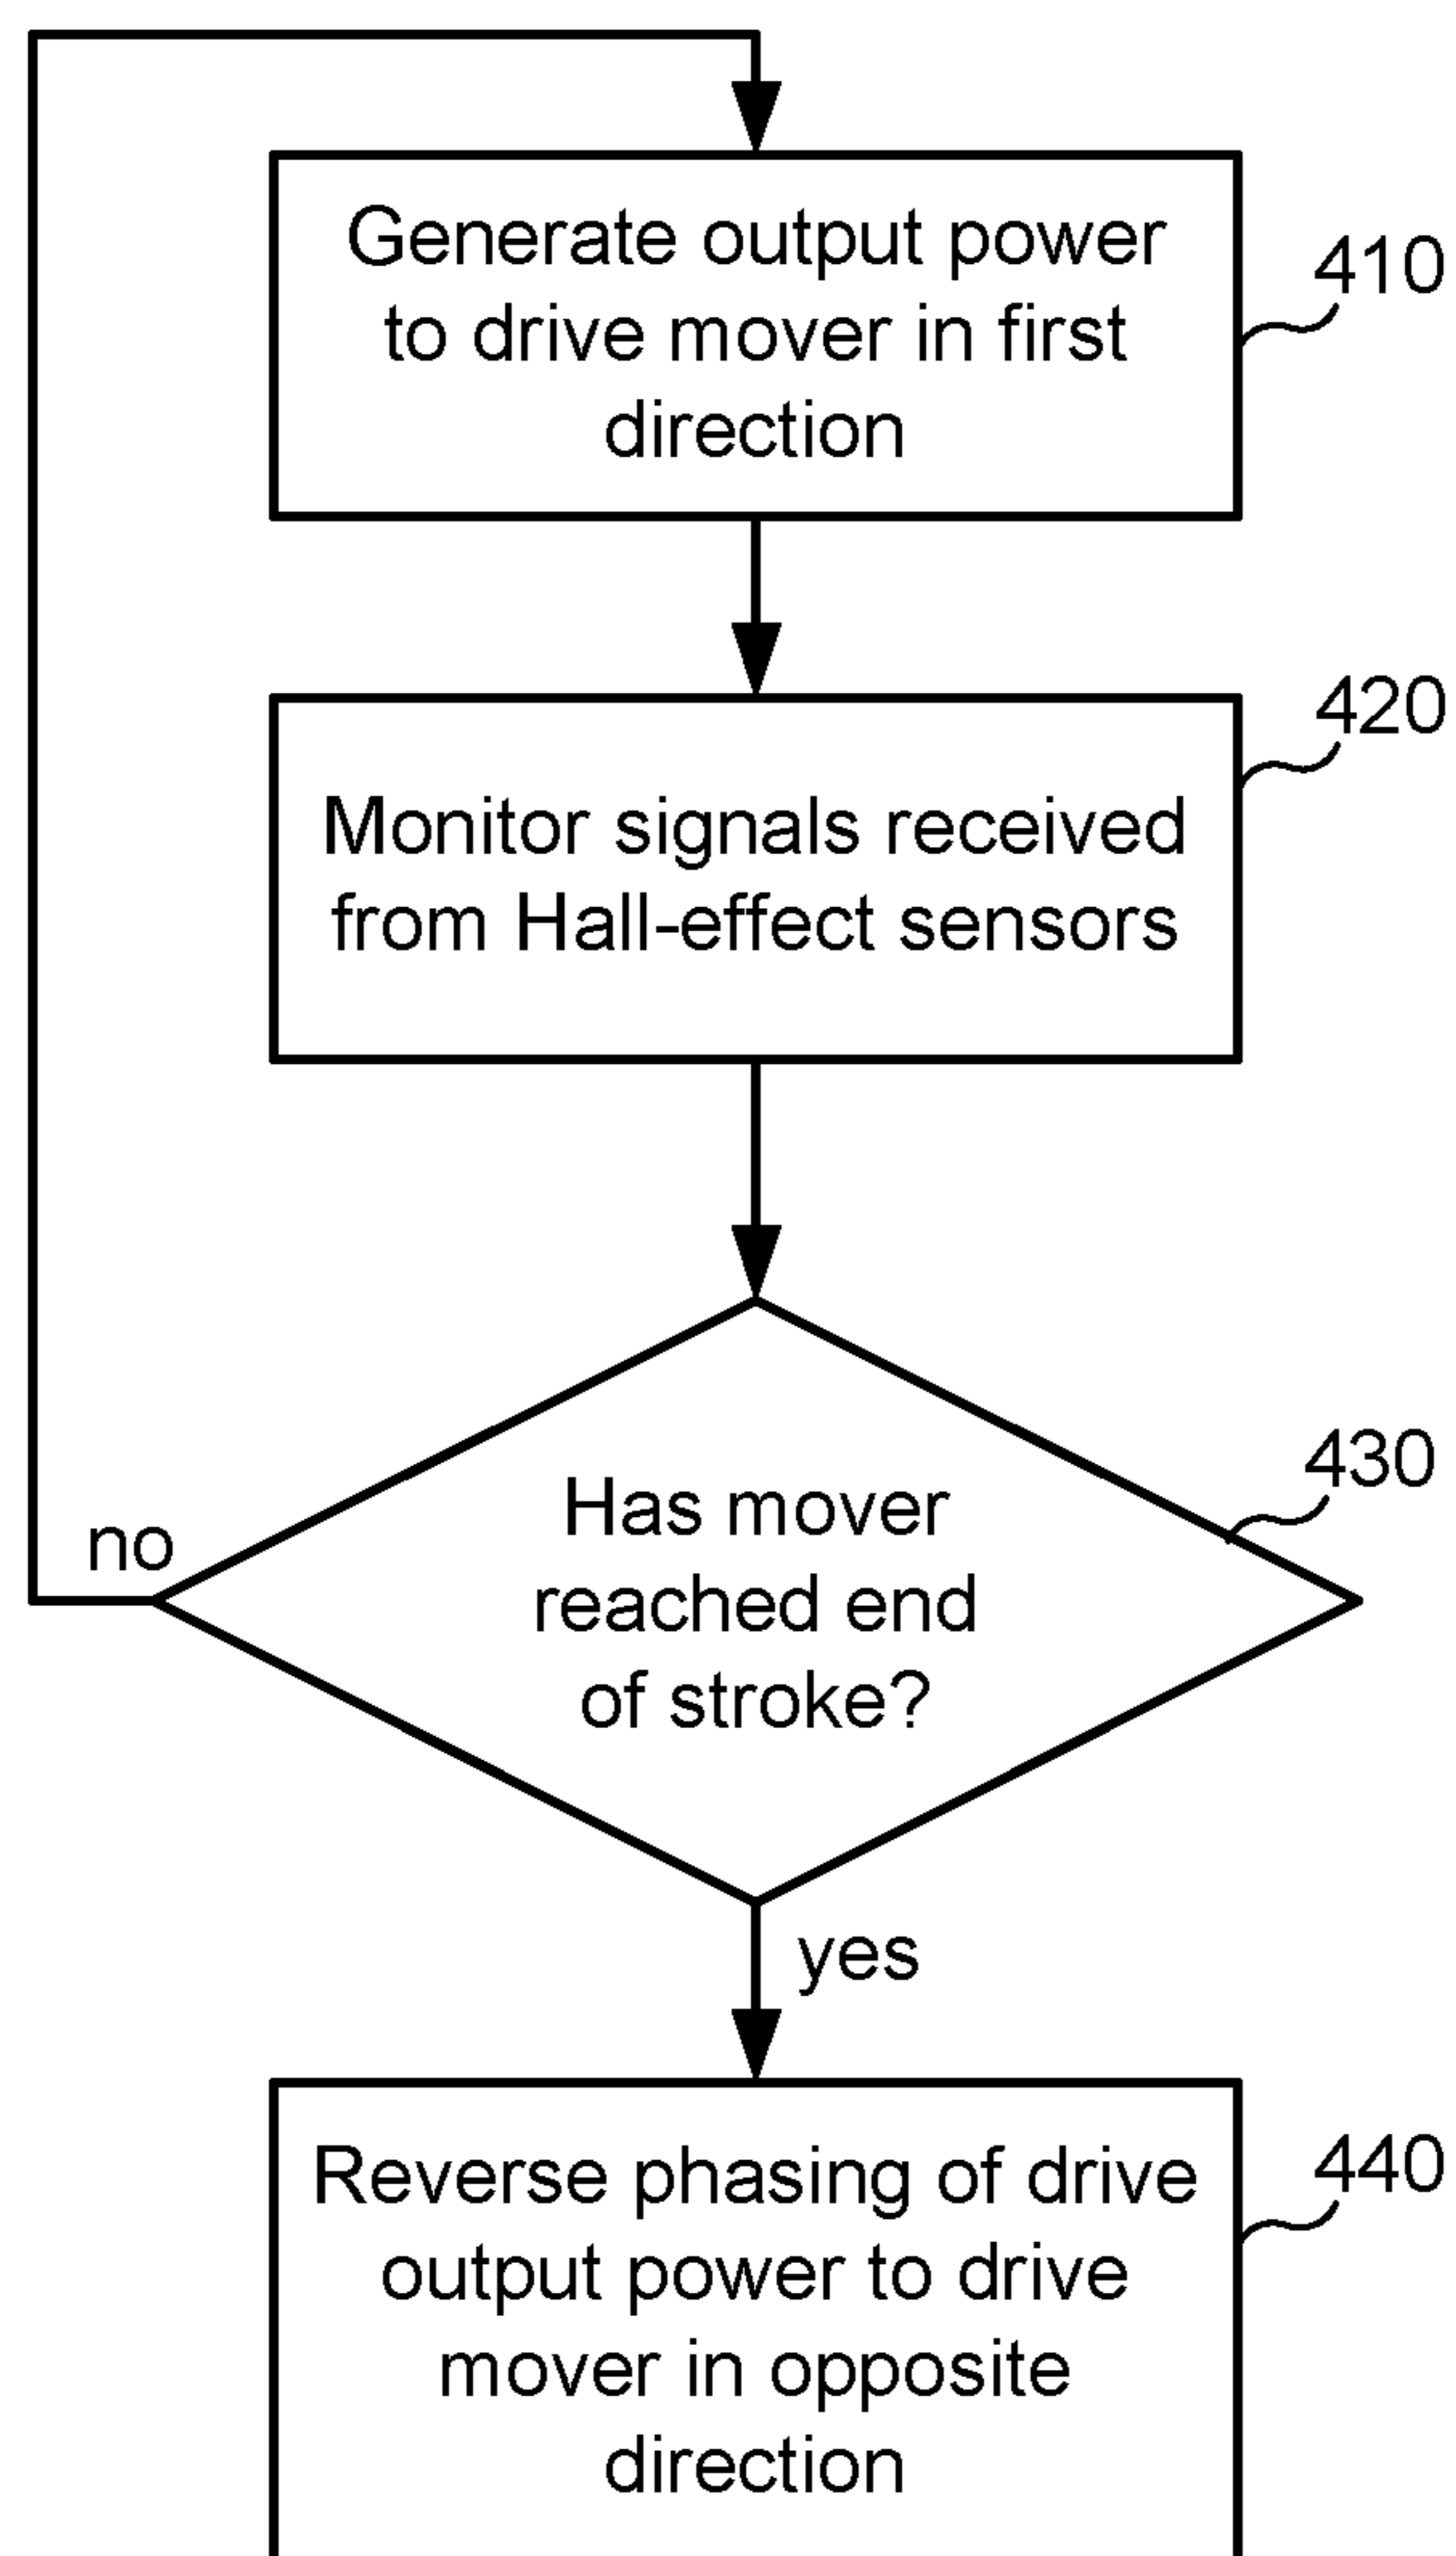 Generate output power
to drive mover in first
direction
410
Monitor signals received
from Hall-effect sensors
420
Has mover
reached end
of stroke?
430
no
yes
Reverse phasing of drive
output power to drive
mover in opposite
direction
440